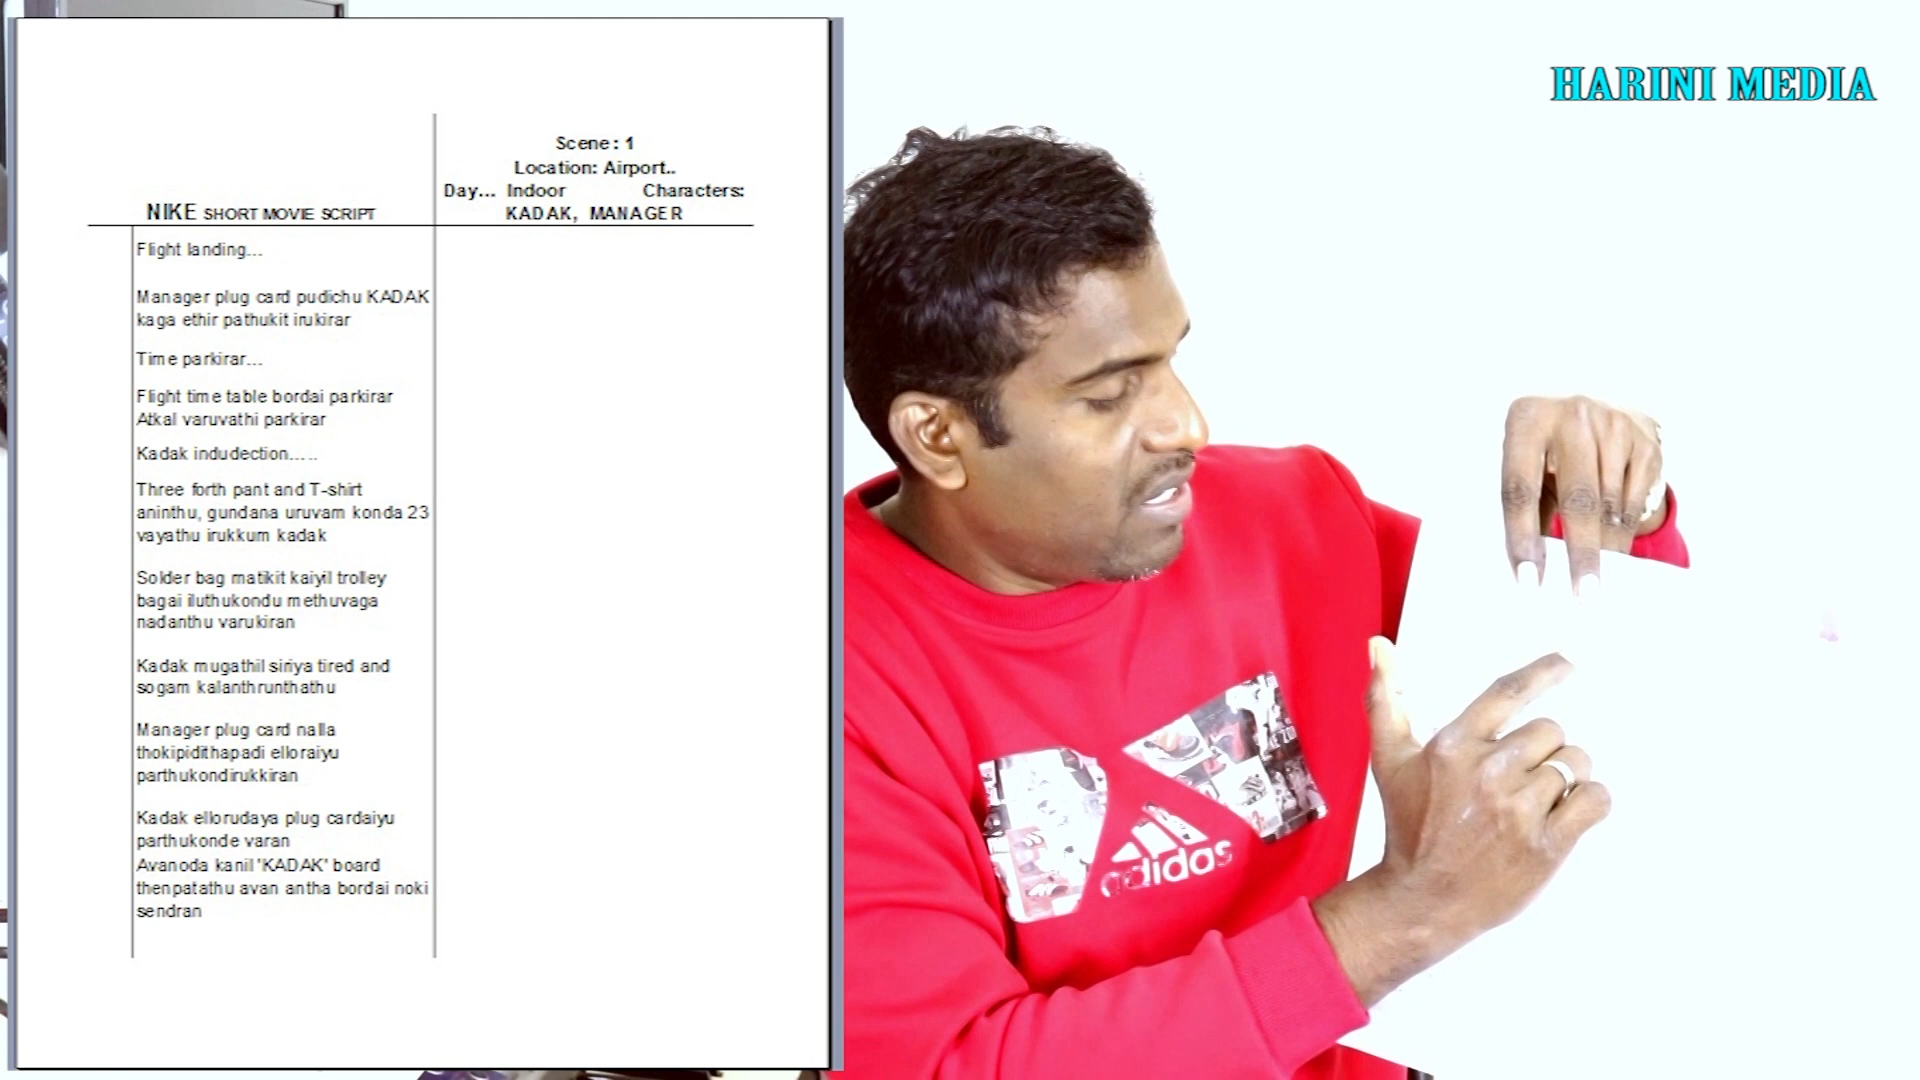 HARINI MEDIA
Scene : 1
Location: Airport..
Day... Indoor Characters:
NIKE SHORT MOVIE SCRIPT
KADAK, MANAGER
Flight landing...
Manager plug card pudichu KADAK
kaga ethir pathukit irukirar
Time parkirar...
Flight time table bordai parkirar
Atkal varuvathi parkirar
Kadak indudection.....
Three forth pant and T-shirt
aninthu, gundana uruvam konda 23
vayathu irukkum kadak
Solder bag matikit kaiyil trolley
bagai iluthukondu methuvaga
nadanthu varukiran
Kadak mugathil siriya tired and
sogam kalanthrunthathu
Manager plug card nalla
thokipidithapadi elloraiyu
parthukondirukkiran
Kadak ellorudaya plug cardaiyu
parthukonde varan
Avanoda kanil 'KADAK' board
thenpatathu avan antha bordai noki
sendran
adidas